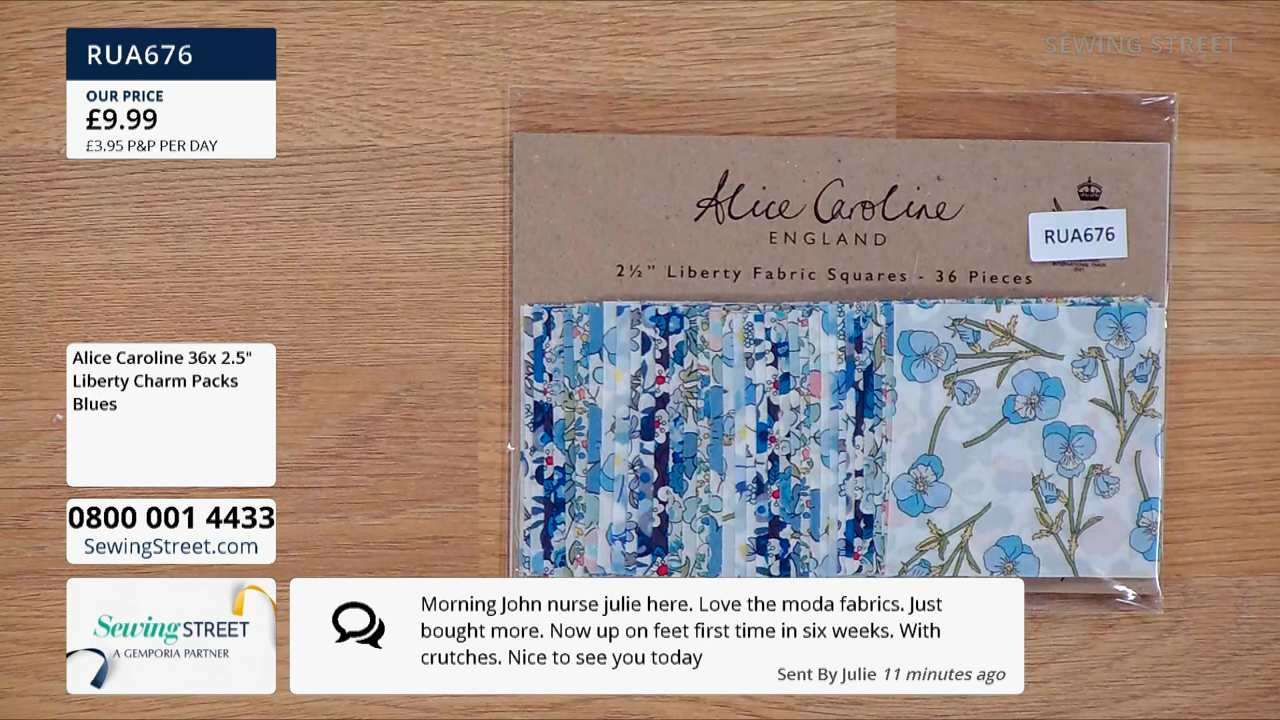 RUA676
OUR PRICE
£9.99
£3.95 P&P PER DAY
SEWING STREET
Alice Caroline
ENGLAND
RUA676
2½" Liberty Fabric Squares - 36 Pieces
Alice Caroline 36x 2.5"
Liberty Charm Packs
Blues
0800 001 4433
SewingStreet.com
Sewing STREET
A GEMPORIA PARTNER
Morning John nurse julie here. Love the moda fabrics. Just
bought more. Now up on feet first time in six weeks. With
crutches. Nice to see you today
Sent By Julie 11 minutes ago